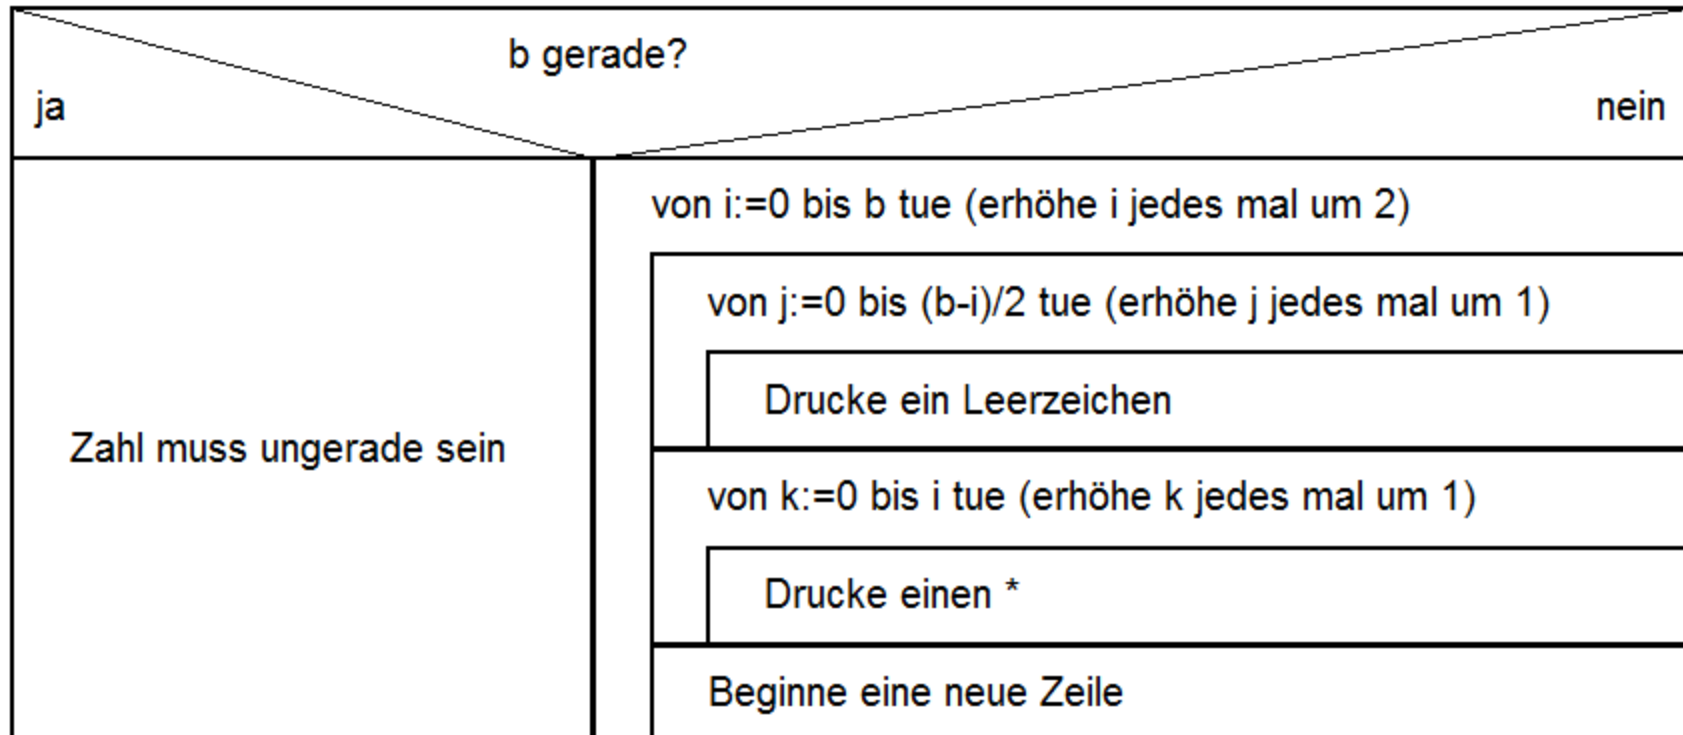 b gerade?
ja
nein
von i:=0 bis b tue (erhöhe i jedes mal um 2)
von j:=0 bis (b-i)/2 tue (erhöhe j jedes mal um 1)
Drucke ein Leerzeichen
Zahl muss ungerade sein
von k:=0 bis i tue (erhöhe k jedes mal um 1)
Drucke einen *
Beginne eine neue Zeile